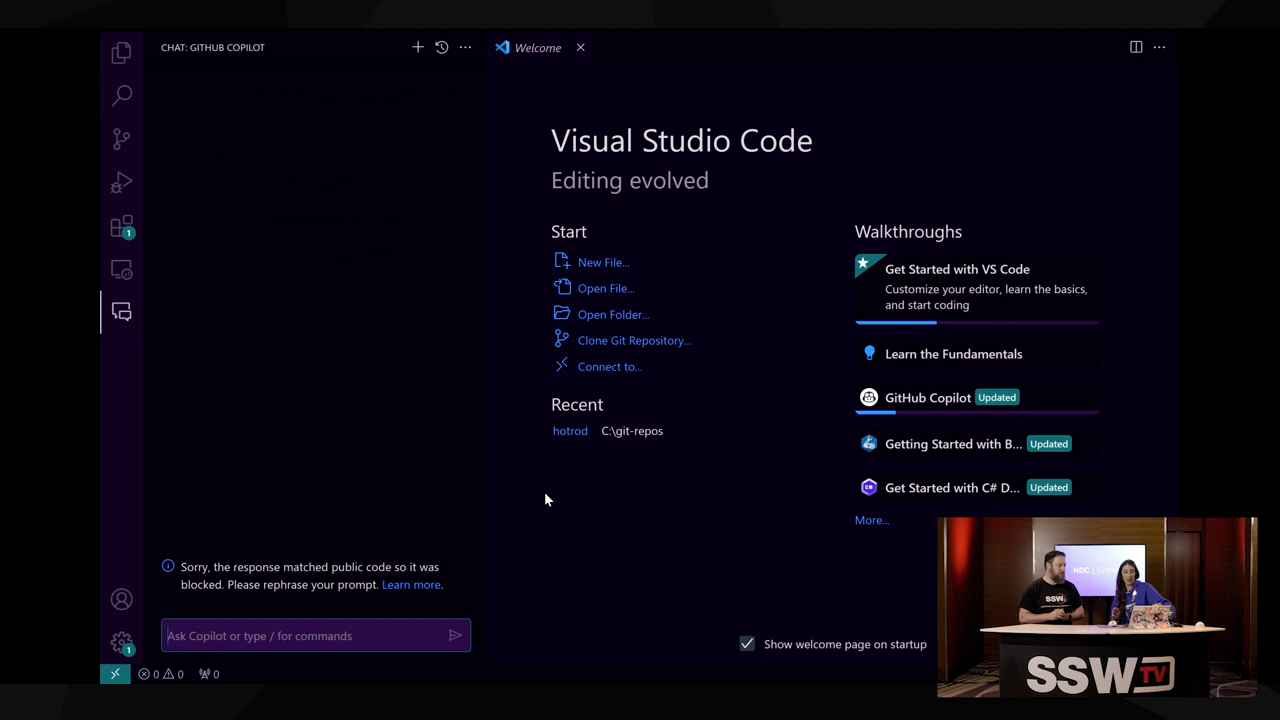 CHAT: GITHUB COPILOT
Welcome
Visual Studio Code
Editing evolved
Start
New File...
Open File...
Open Folder...
Clone Git Repository...
Connect to...
Recent
hotrod C:\git-repos
Walkthroughs
Get Started with VS Code
Customize your editor, learn the basics,
and start coding
Learn the Fundamentals
GitHub Copilot Updated
Getting Started with B... Updated
Get Started with C# D... Updated
More...
1
Sorry, the response matched public code so it was
blocked. Please rephrase your prompt. Learn more.
Ask Copilot or type / for commands
Show welcome page on startup
1
0 0 0
NDC
SSW
SSW TV